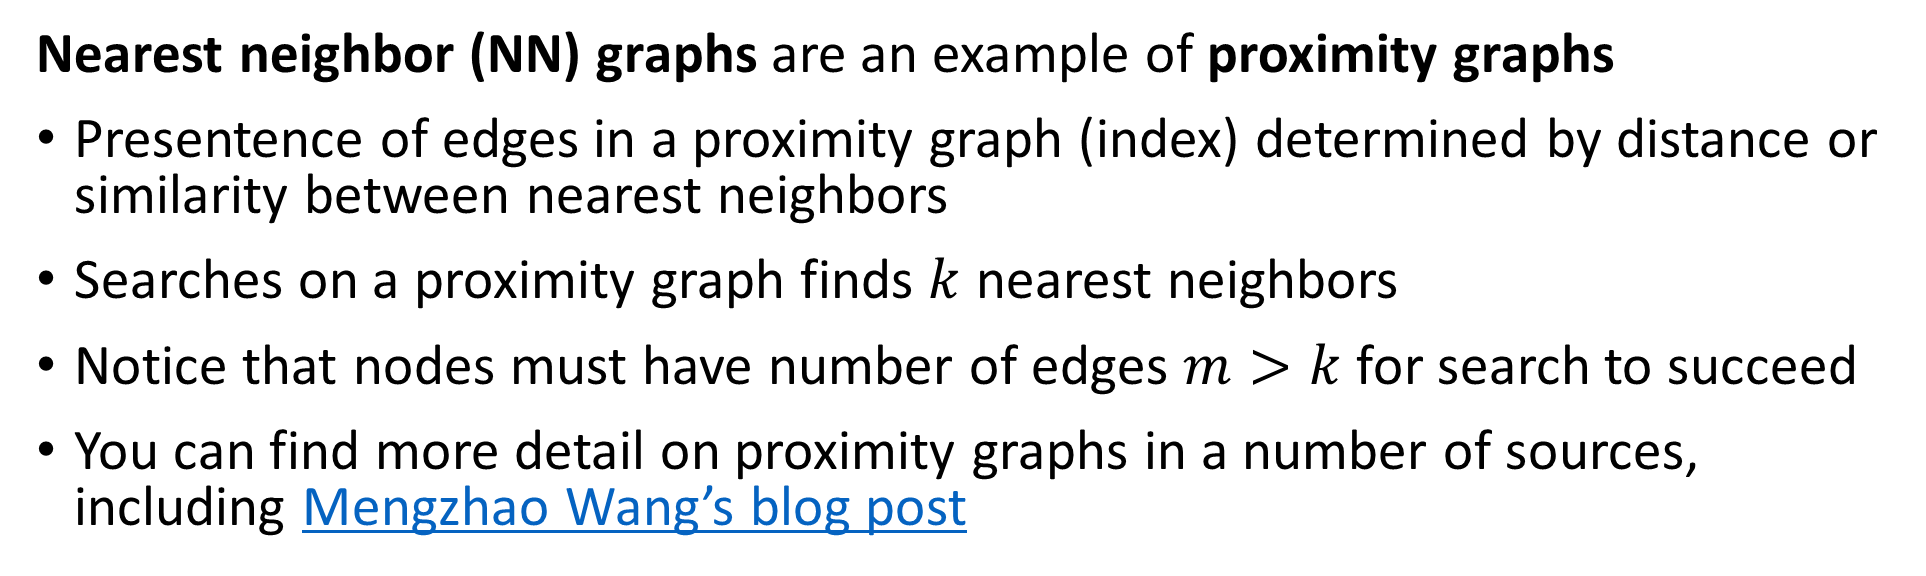 Nearest neighbor (NN) graphs are an example of proximity graphs
• Presentence of edges in a proximity graph (index) determined by distance or
similarity between nearest neighbors
• Searches on a proximity graph finds k nearest neighbors
• Notice that nodes must have number of edges m > k for search to succeed
• You can find more detail on proximity graphs in a number of sources,
including Mengzhao Wang’s blog post